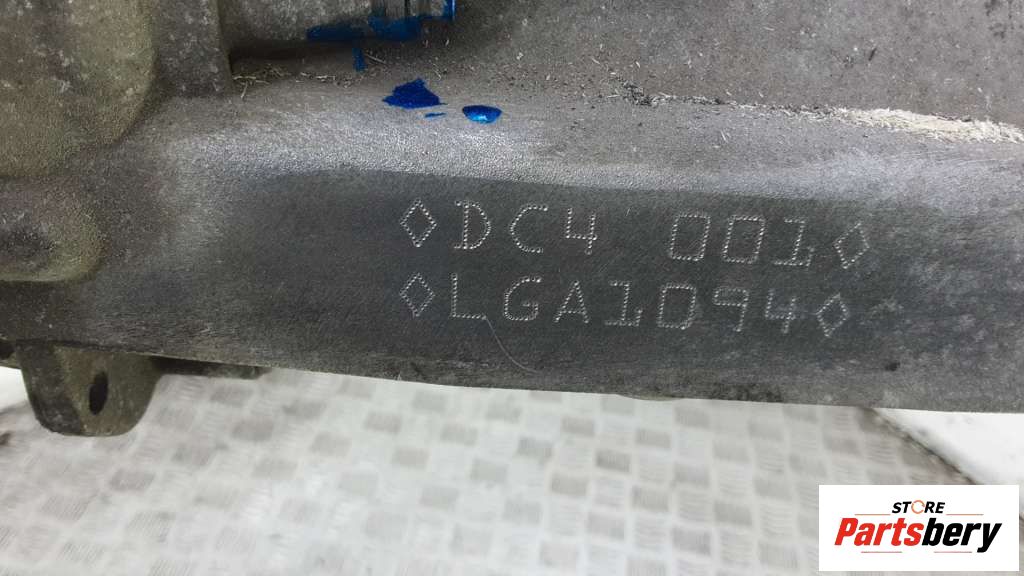 ◇DC4 001◇
◇LGA1094◇
STORE
Partsbery